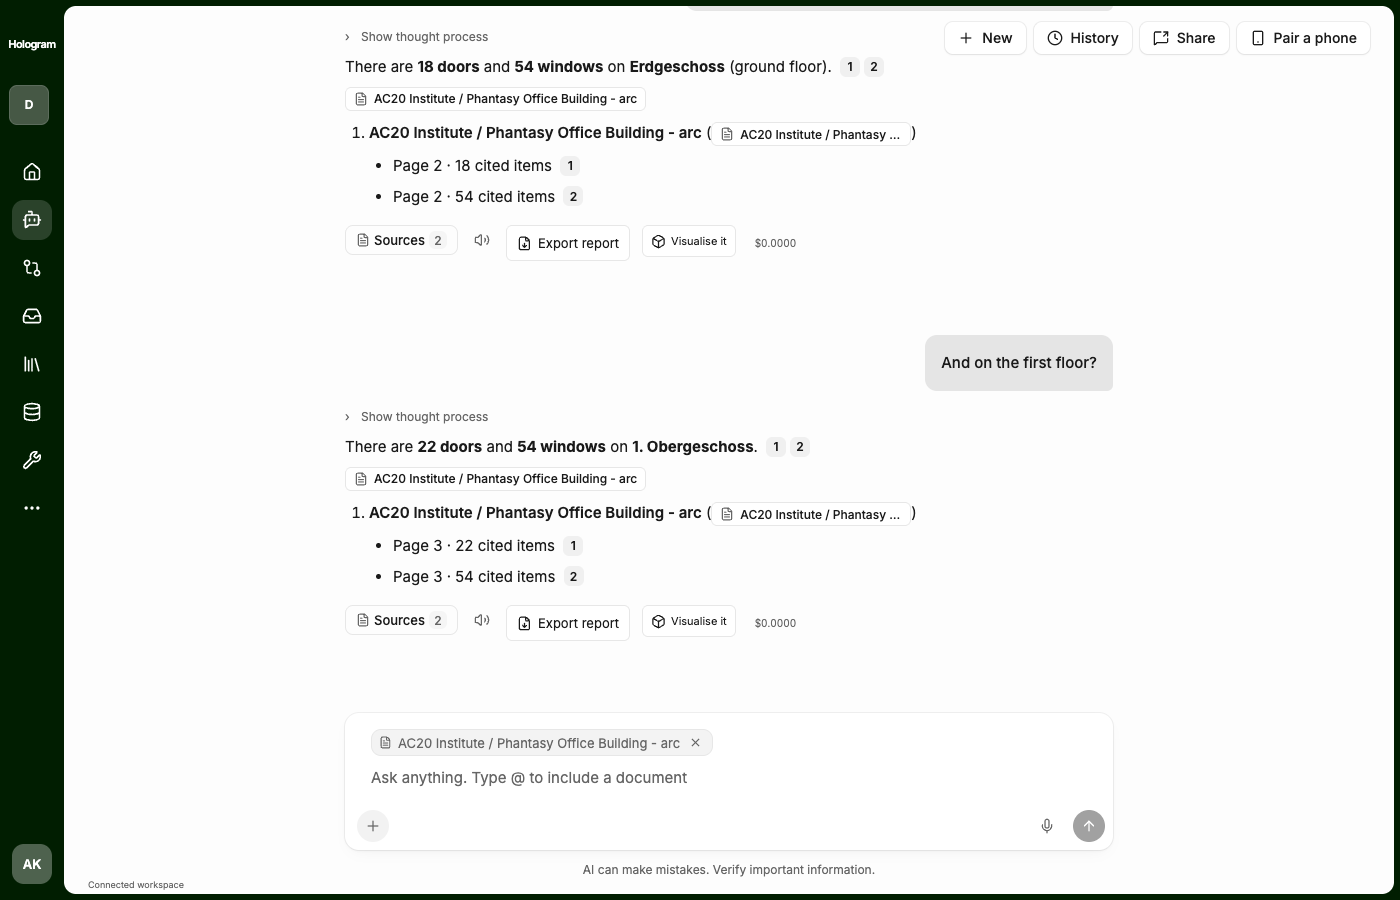 Hologram
New
History
Share
Pair a phone
D
Show thought process
There are 18 doors and 54 windows on Erdgeschoss (ground floor). 1 2
AC20 Institute / Phantasy Office Building - arc
1. AC20 Institute / Phantasy Office Building - arc ( AC20 Institute / Phantasy ... )
• Page 2 · 18 cited items 1
• Page 2 · 54 cited items 2
Sources 2
Export report
Visualise it
$0.0000
And on the first floor?
Show thought process
There are 22 doors and 54 windows on 1. Obergeschoss. 1 2
AC20 Institute / Phantasy Office Building - arc
1. AC20 Institute / Phantasy Office Building - arc ( AC20 Institute / Phantasy ... )
• Page 3 · 22 cited items 1
• Page 3 · 54 cited items 2
Sources 2
Export report
Visualise it
$0.0000
AC20 Institute / Phantasy Office Building - arc
Ask anything. Type @ to include a document
AI can make mistakes. Verify important information.
AK
Connected workspace